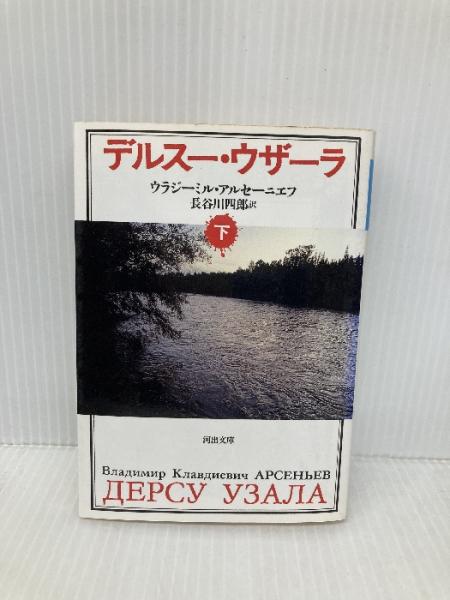 デルスー・ウザーラ
ウラジーミル・アルセーニエフ
長谷川四郎訳
下
河出文庫
Владимир Клавдиевич АРСЕНЬЕВ
ДЕРСУ УЗАЛА